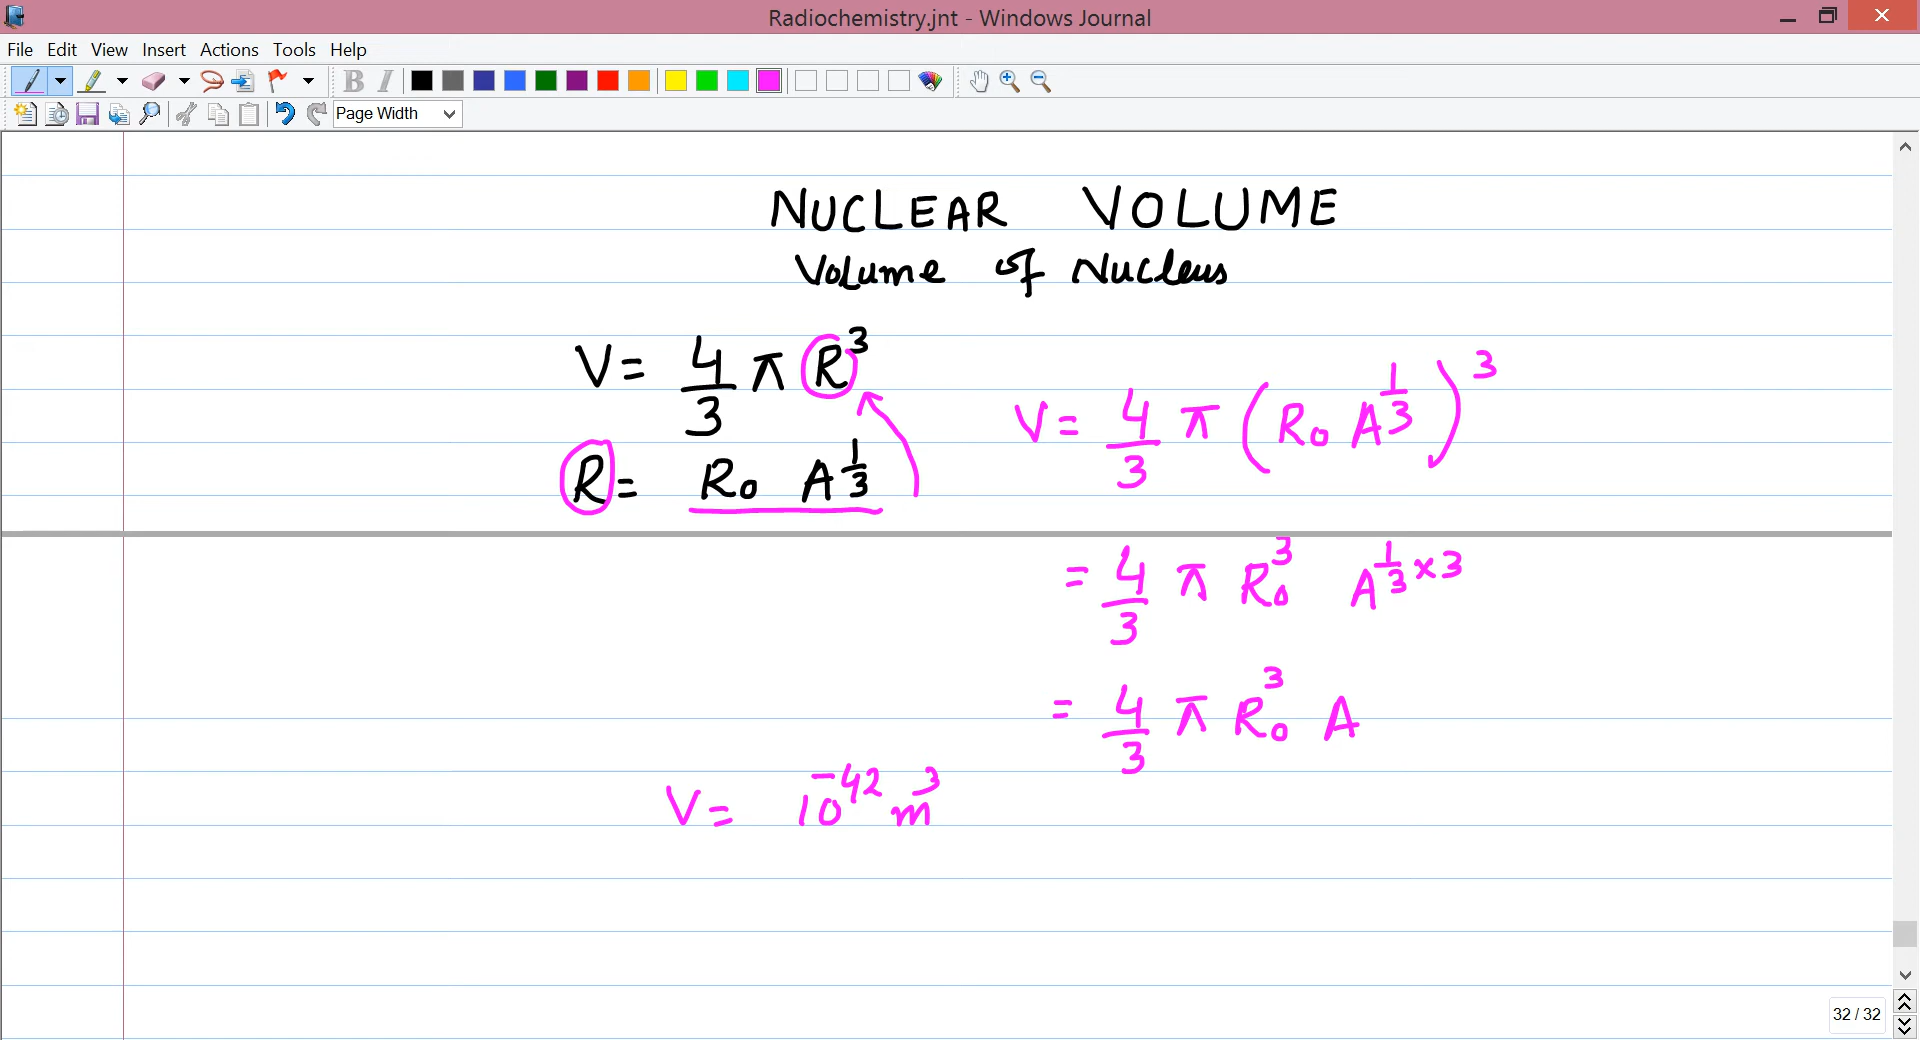 Radiochemistry.jnt - Windows Journal
File Edit View Insert Actions Tools Help
B I
Page Width
NUCLEAR VOLUME
Volume of Nucleus
V = 4/3 π R³
R = R₀ A^1/3
V = 4/3 π (R₀ A^1/3)³
= 4/3 π R₀³ A^1/3 × 3
= 4/3 π R₀³ A
V = 10⁻⁴² m³
32 / 32